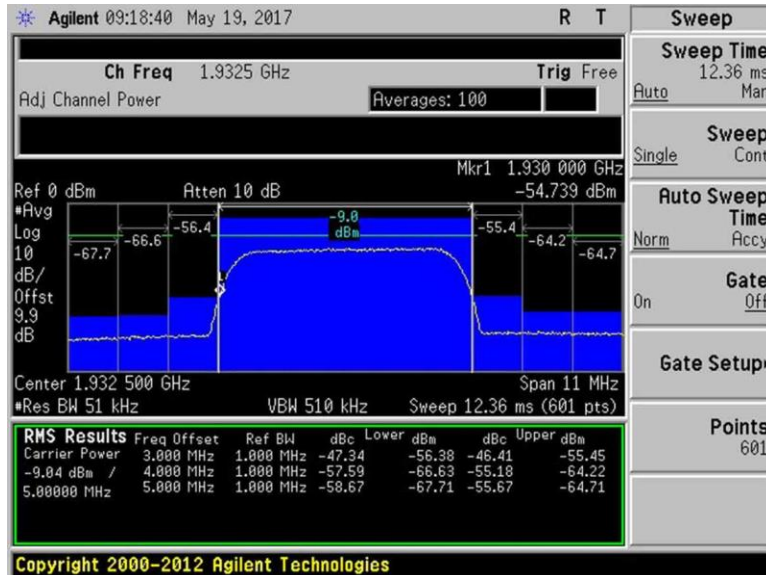 Agilent 09:18:40 May 19, 2017 R T
Sweep
Ch Freq 1.9325 GHz Trig Free
Adj Channel Power Averages: 100
Mkr1 1.930 000 GHz
Ref 0 dBm Atten 10 dB -54.739 dBm
#Avg
Log
10
dB/
Offst
9.9
dB
-67.7
-66.6
-56.4
-9.0
dBm
-55.4
-64.2
-64.7
Center 1.932 500 GHz Span 11 MHz
#Res BW 51 kHz VBW 510 kHz Sweep 12.36 ms (601 pts)
RMS Results Freq Offset Ref BW dBc Lower dBm dBc Upper dBm
Carrier Power 3.000 MHz 1.000 MHz -47.34 -56.38 -46.41 -55.45
-9.04 dBm / 4.000 MHz 1.000 MHz -57.59 -66.63 -55.18 -64.22
5.00000 MHz 5.000 MHz 1.000 MHz -58.67 -67.71 -55.67 -64.71
Sweep Time
12.36 ms
Auto Man
Sweep
Single Cont
Auto Sweep
Time
Norm Accy
Gate
On Off
Gate Setup
Points
601
Copyright 2000-2012 Agilent Technologies